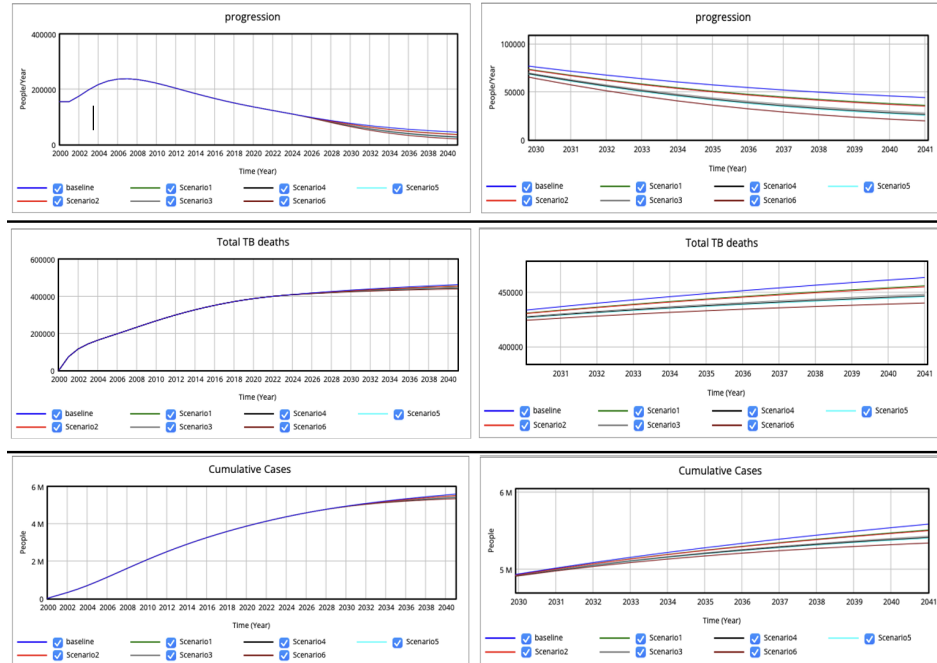 progression
400000
People/Year
200000
0
2000 2002 2004 2006 2008 2010 2012 2014 2016 2018 2020 2022 2024 2026 2028 2030 2032 2034 2036 2038 2040
Time (Year)
baseline Scenario1 Scenario4 Scenario5
Scenario2 Scenario3 Scenario6
progression
100000
People/Year
50000
0
2030 2031 2032 2033 2034 2035 2036 2037 2038 2039 2040 2041
Time (Year)
baseline Scenario1 Scenario4 Scenario5
Scenario2 Scenario3 Scenario6
Total TB deaths
600000
400000
200000
0
2000 2002 2004 2006 2008 2010 2012 2014 2016 2018 2020 2022 2024 2026 2028 2030 2032 2034 2036 2038 2040
Time (Year)
baseline Scenario1 Scenario4 Scenario5
Scenario2 Scenario3 Scenario6
Total TB deaths
450000
400000
2031 2032 2033 2034 2035 2036 2037 2038 2039 2040 2041
Time (Year)
baseline Scenario1 Scenario4 Scenario5
Scenario2 Scenario3 Scenario6
Cumulative Cases
6 M
4 M
People
2 M
0
2000 2002 2004 2006 2008 2010 2012 2014 2016 2018 2020 2022 2024 2026 2028 2030 2032 2034 2036 2038 2040
Time (Year)
baseline Scenario1 Scenario4 Scenario5
Scenario2 Scenario3 Scenario6
Cumulative Cases
6 M
People
5 M
2030 2031 2032 2033 2034 2035 2036 2037 2038 2039 2040 2041
Time (Year)
baseline Scenario1 Scenario4 Scenario5
Scenario2 Scenario3 Scenario6